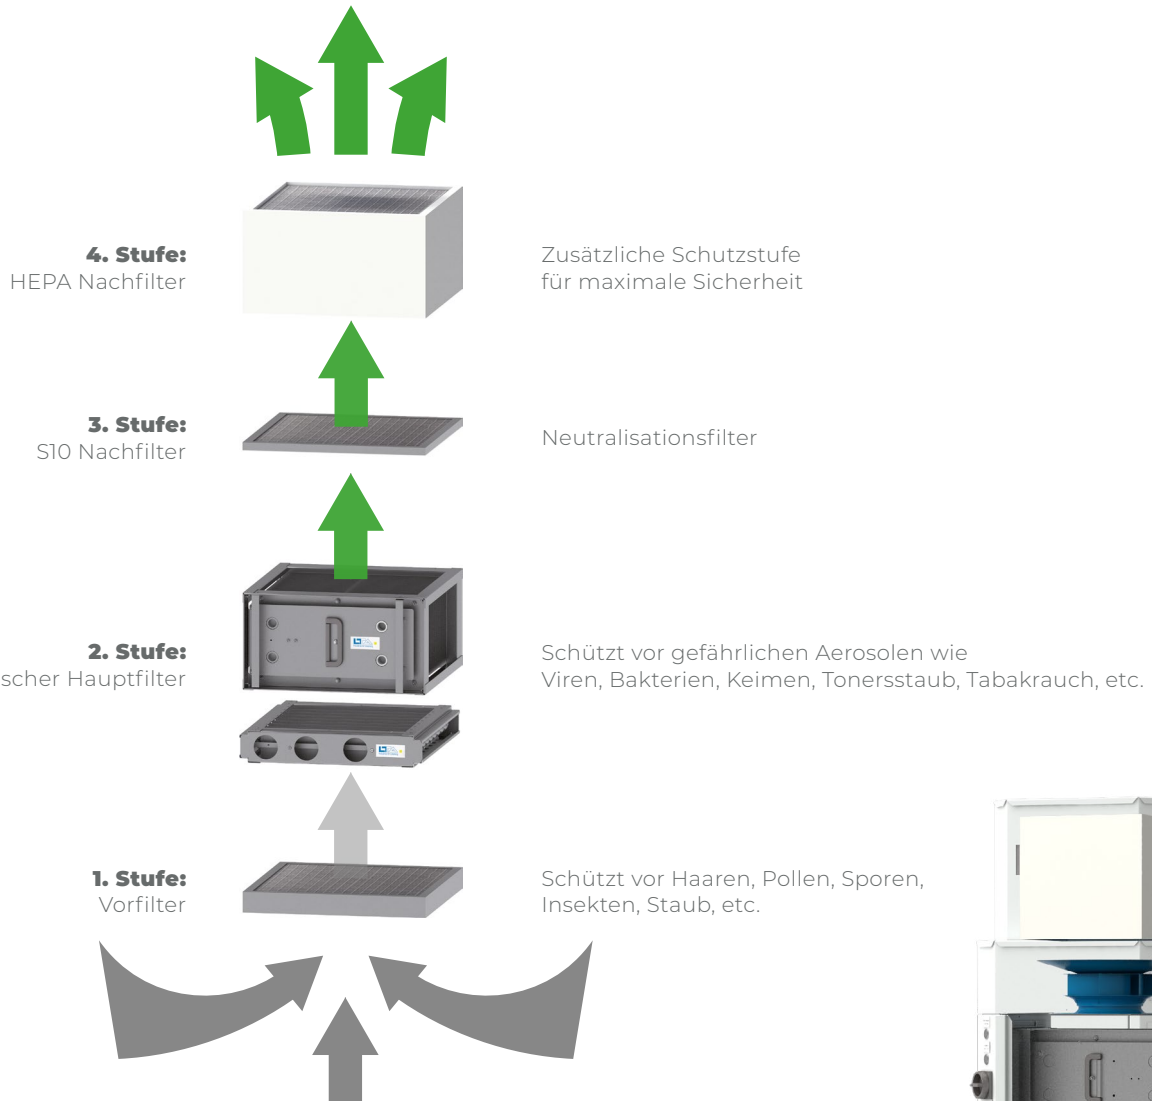 4. Stufe:
HEPA Nachfilter
Zusätzliche Schutzstufe
für maximale Sicherheit
3. Stufe:
S10 Nachfilter
Neutralisationsfilter
2. Stufe:
scher Hauptfilter
Schützt vor gefährlichen Aerosolen wie
Viren, Bakterien, Keimen, Tonersstaub, Tabakrauch, etc.
1. Stufe:
Vorfilter
Schützt vor Haaren, Pollen, Sporen,
Insekten, Staub, etc.